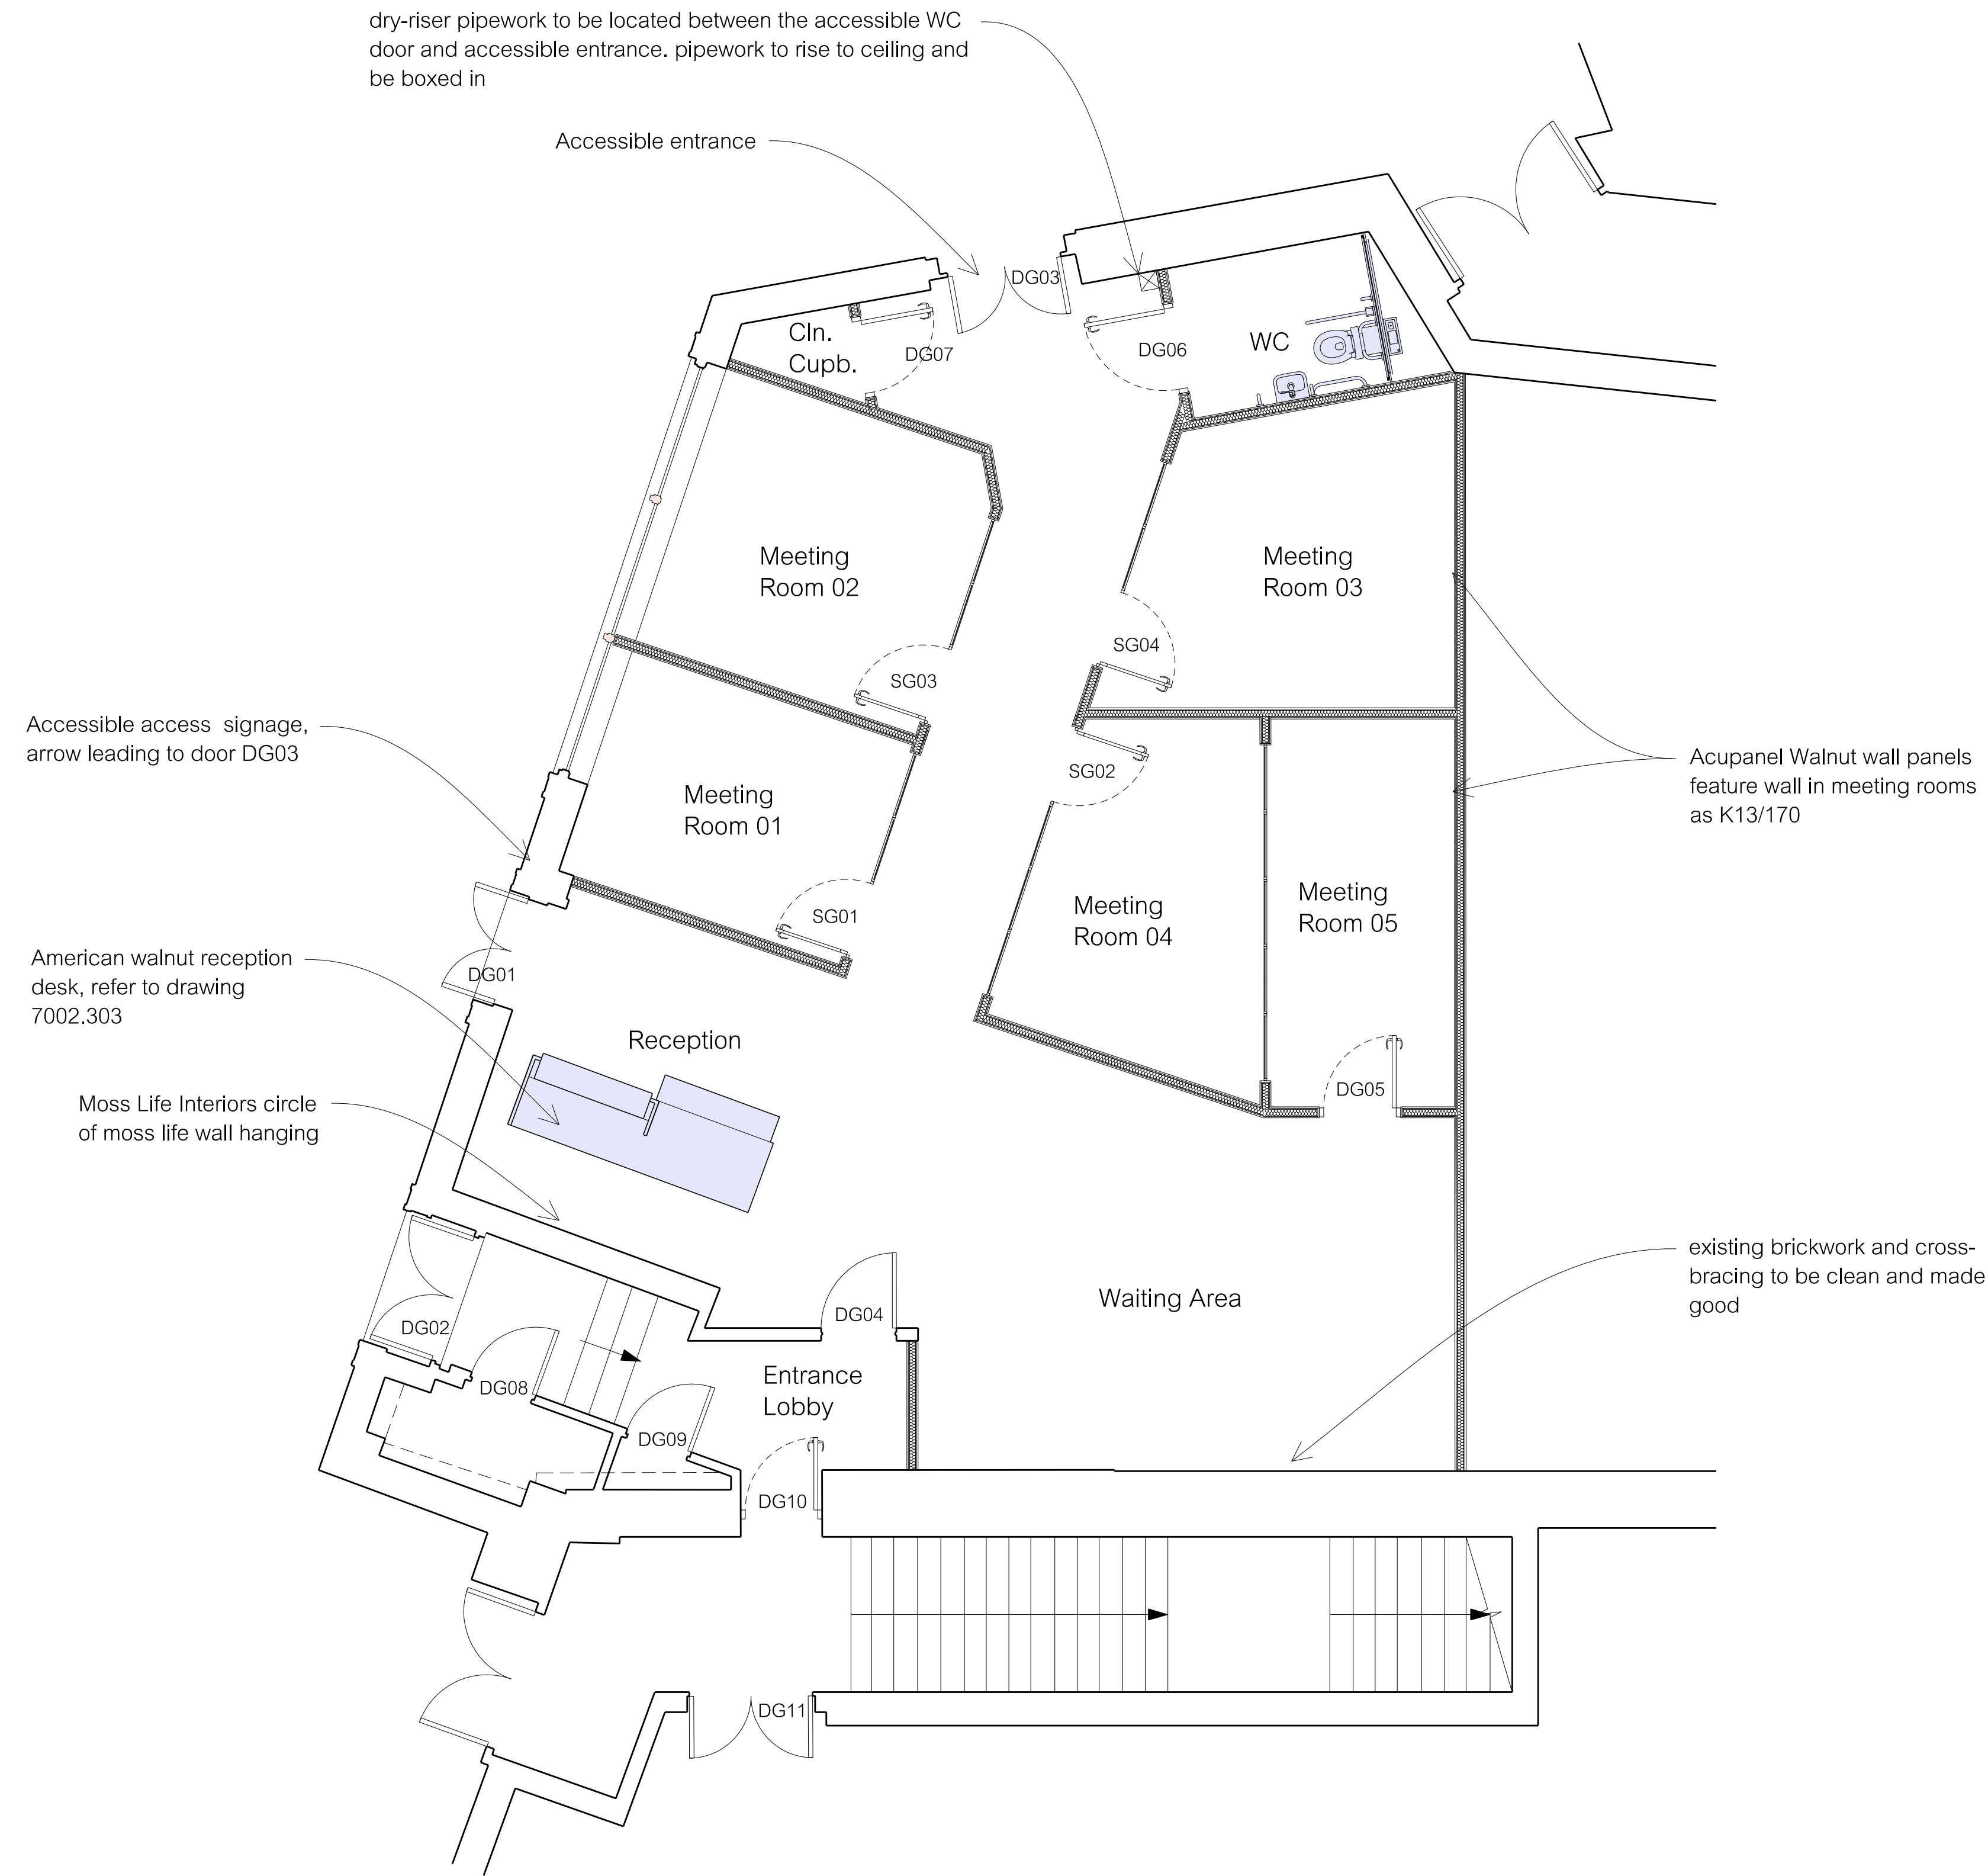 dry-riser pipework to be located between the accessible WC
door and accessible entrance. pipework to rise to ceiling and
be boxed in
Accessible entrance
DG03
Cln.
Cupb.
DG07
DG06
WC
Meeting
Room 02
Meeting
Room 03
SG04
SG03
Accessible access  signage,
arrow leading to door DG03
SG02
Acupanel Walnut wall panels
feature wall in meeting rooms
as K13/170
Meeting
Room 01
Meeting
Room 04
Meeting
Room 05
SG01
American walnut reception
desk, refer to drawing
7002.303
DG01
Reception
DG05
Moss Life Interiors circle
of moss life wall hanging
existing brickwork and cross-
bracing to be clean and made
good
Waiting Area
DG04
DG02
DG08
Entrance
Lobby
DG09
DG10
DG11